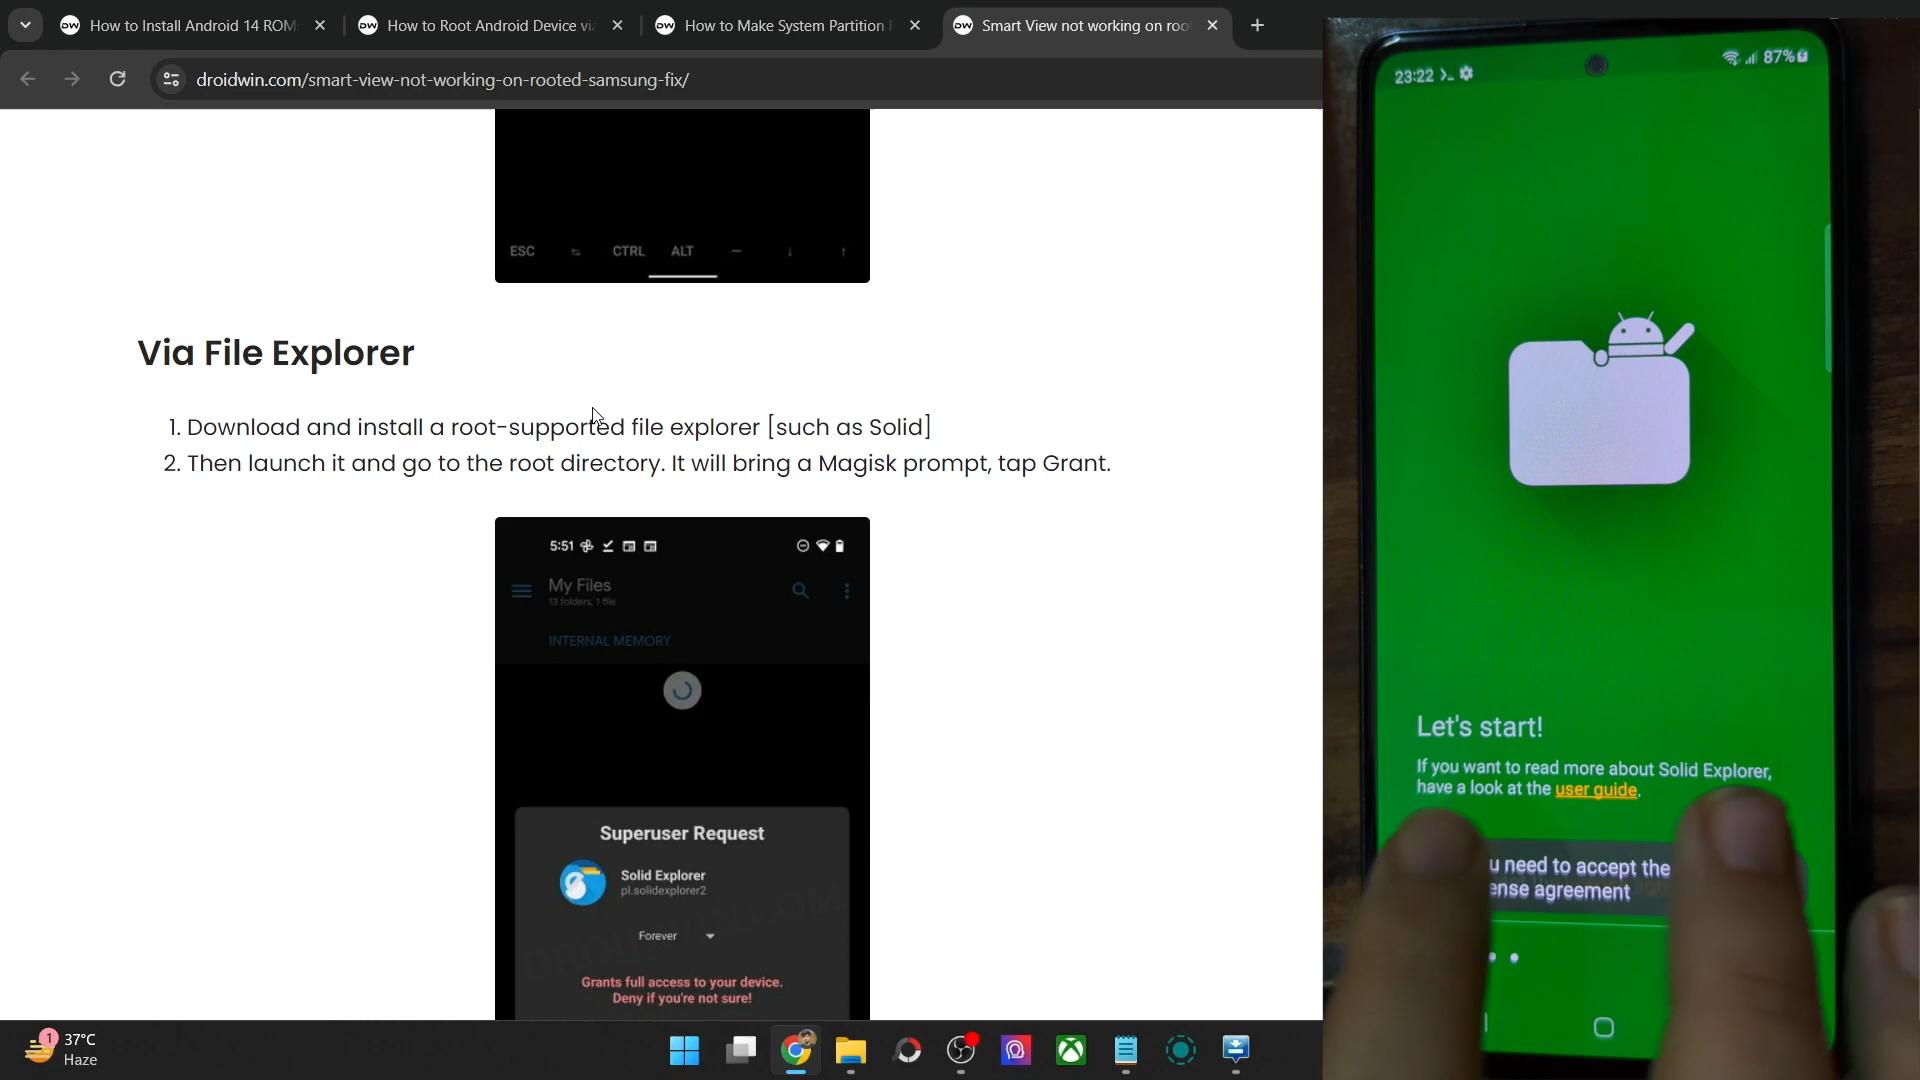 How to Install Android 14 ROM
How to Root Android Device vi
How to Make System Partition
Smart View not working on roo
droidwin.com/smart-view-not-working-on-rooted-samsung-fix/
ESC
CTRL
ALT
Via File Explorer
1. Download and install a root-supported file explorer [such as Solid]
2. Then launch it and go to the root directory. It will bring a Magisk prompt, tap Grant.
5:51
My Files
13 folders, 1 file
INTERNAL MEMORY
Superuser Request
Solid Explorer
pl.solidexplorer2
Forever
Grants full access to your device.
Deny if you're not sure!
1
37°C
Haze
23:22
87%
Let's start!
If you want to read more about Solid Explorer,
have a look at the user guide.
u need to accept the
ense agreement